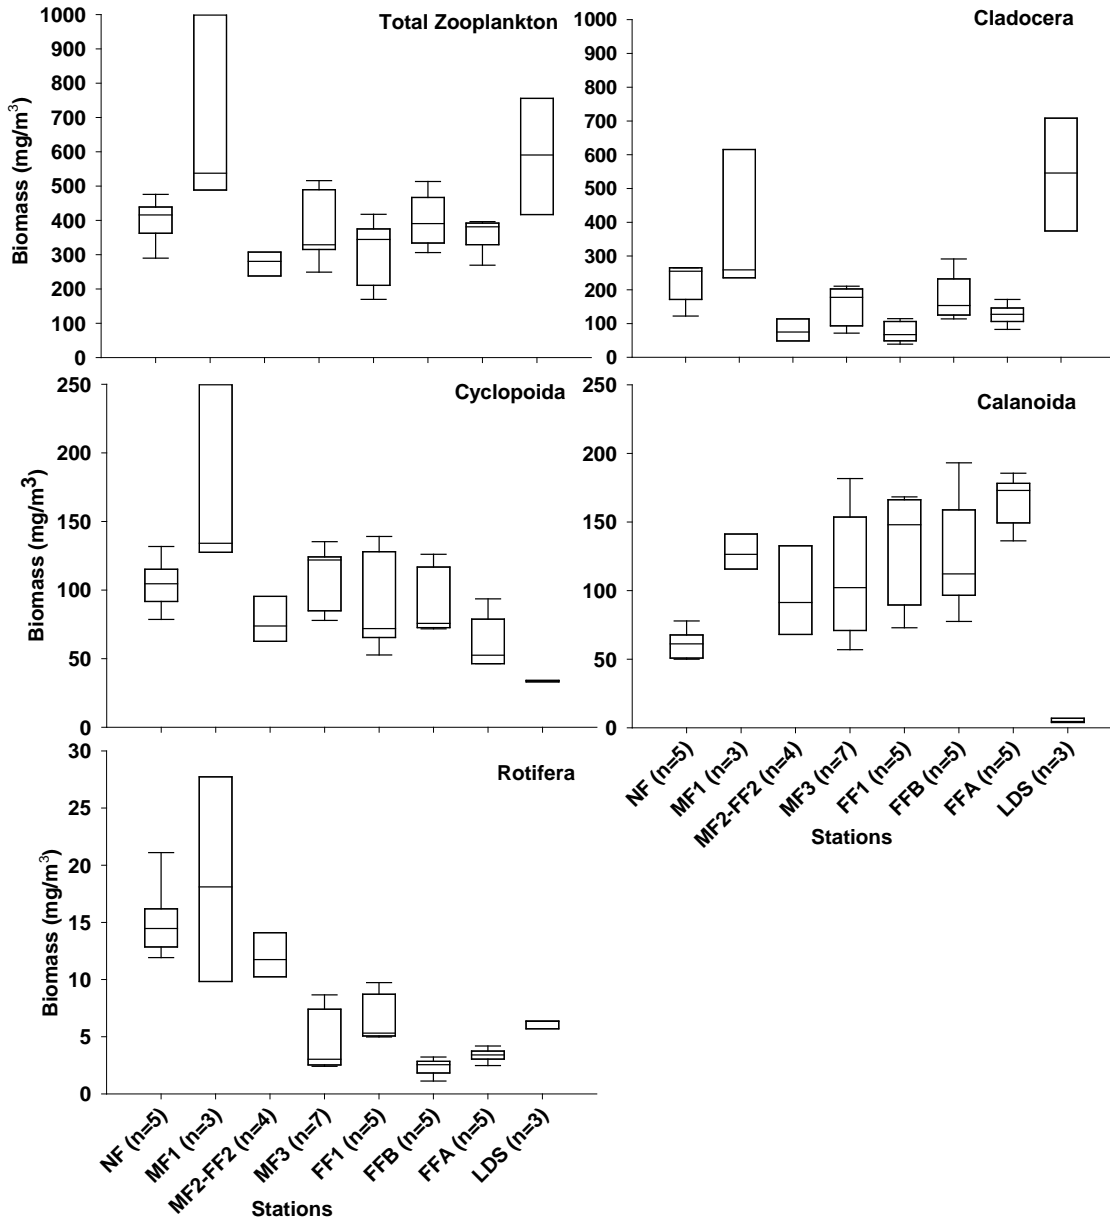 Total Zooplankton
Biomass (mg/m³)
1000
900
800
700
600
500
400
300
200
100
0
Cladocera
1000
900
800
700
600
500
400
300
200
100
0
Cyclopoida
Biomass (mg/m³)
250
200
150
100
50
0
Calanoida
250
200
150
100
50
0
NF (n=5)
MF1 (n=3)
MF2-FF2 (n=4)
MF3 (n=7)
FF1 (n=5)
FFB (n=5)
FFA (n=5)
LDS (n=3)
Stations
Rotifera
Biomass (mg/m³)
30
25
20
15
10
5
0
NF (n=5)
MF1 (n=3)
MF2-FF2 (n=4)
MF3 (n=7)
FF1 (n=5)
FFB (n=5)
FFA (n=5)
LDS (n=3)
Stations